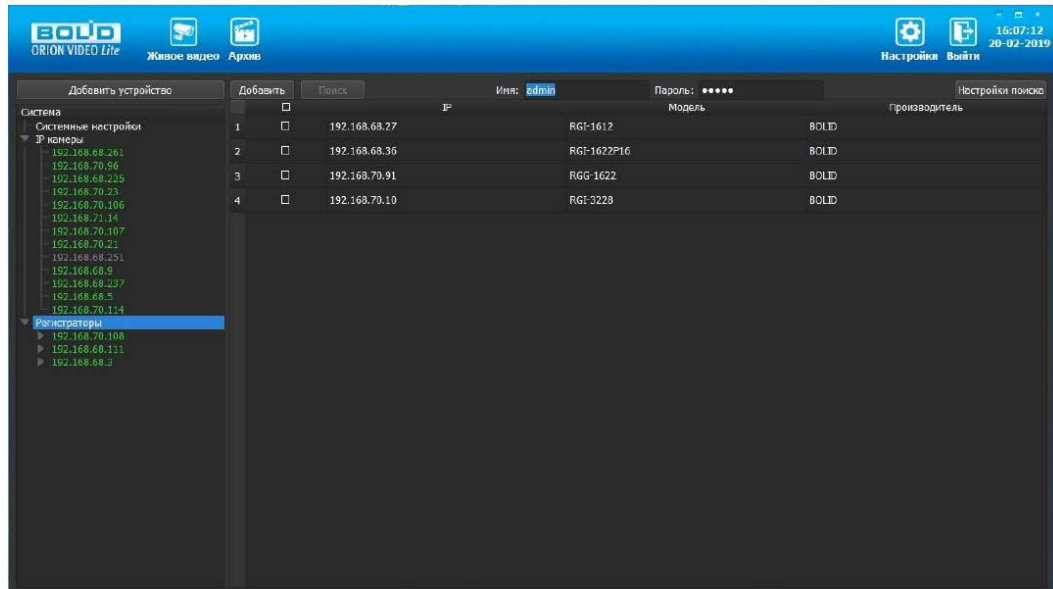 BOLID
ORION VIDEO Lite
Живое видео
Архив
Настройки
Выйти
16:07:12
20-02-2019
Добавить устройство
Добавить
Поиск
Имя: admin
Пароль: •••••
Настройки поиска
Система
Системные настройки
IP камеры
192.168.68.261
192.168.70.96
192.168.68.225
192.168.70.23
192.168.70.106
192.168.71.14
192.168.70.107
192.168.70.21
192.168.68.251
192.168.68.9
192.168.68.237
192.168.68.5
192.168.70.114
Регистраторы
192.168.70.108
192.168.68.111
192.168.68.3
IP Модель Производитель
1 192.168.68.27 RGI-1612 BOLID
2 192.168.68.36 RGI-1622P16 BOLID
3 192.168.70.91 RGG-1622 BOLID
4 192.168.70.10 RGI-3228 BOLID